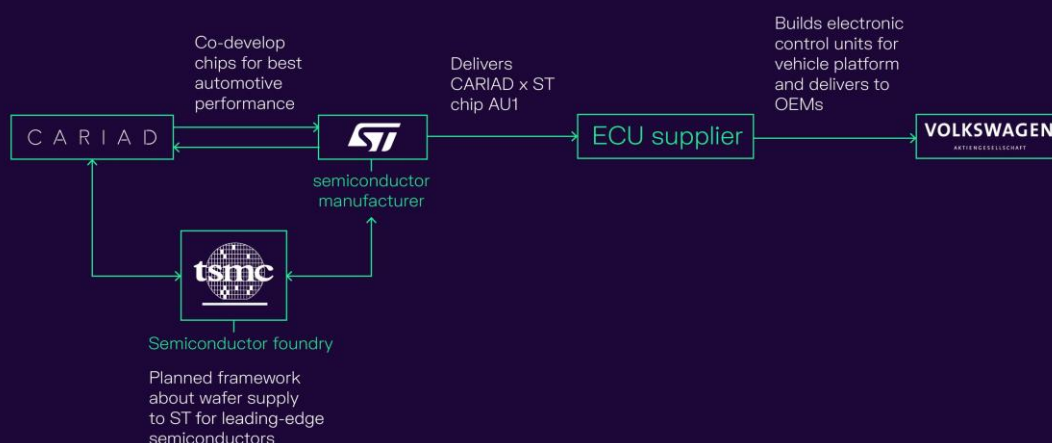 Co-develop
chips for best
automotive
performance
Delivers
CARIAD x ST
chip AU1
Builds electronic
control units for
vehicle platform
and delivers to
OEMs
CARIAD
ST
ECU supplier
VOLKSWAGEN
AKTIENGESELLSCHAFT
semiconductor
manufacturer
tsmc
Semiconductor foundry
Planned framework
about wafer supply
to ST for leading-edge
semiconductors